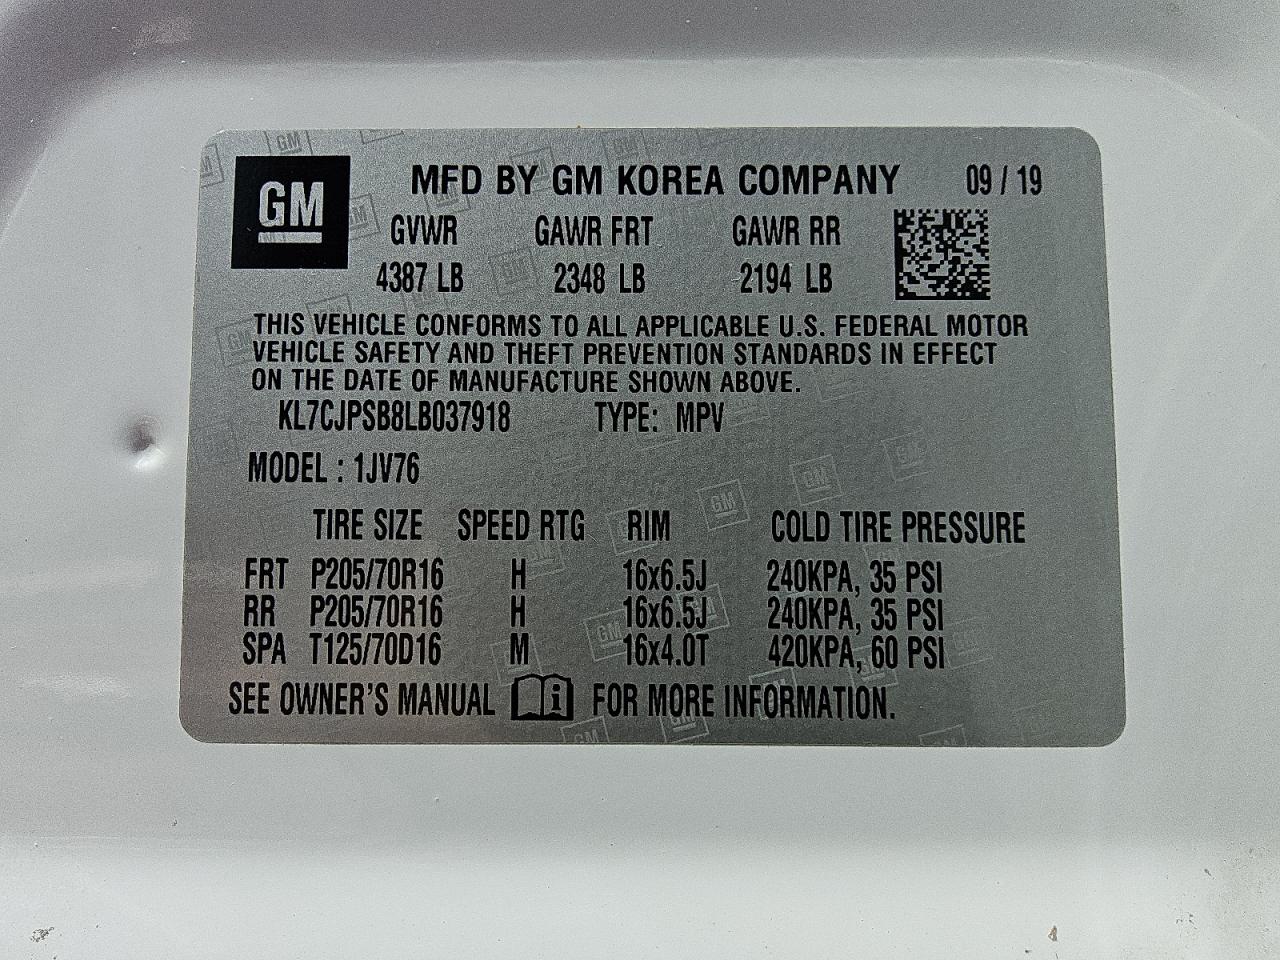 GM
MFD BY GM KOREA COMPANY 09 / 19
GVWR GAWR FRT GAWR RR
4387 LB 2348 LB 2194 LB
THIS VEHICLE CONFORMS TO ALL APPLICABLE U.S. FEDERAL MOTOR
VEHICLE SAFETY AND THEFT PREVENTION STANDARDS IN EFFECT
ON THE DATE OF MANUFACTURE SHOWN ABOVE.
KL7CJPSB8LB037918 TYPE: MPV
MODEL : 1JV76
TIRE SIZE SPEED RTG RIM COLD TIRE PRESSURE
FRT P205/70R16 H 16x6.5J 240KPA, 35 PSI
RR P205/70R16 H 16x6.5J 240KPA, 35 PSI
SPA T125/70D16 M 16x4.0T 420KPA, 60 PSI
SEE OWNER'S MANUAL i FOR MORE INFORMATION.